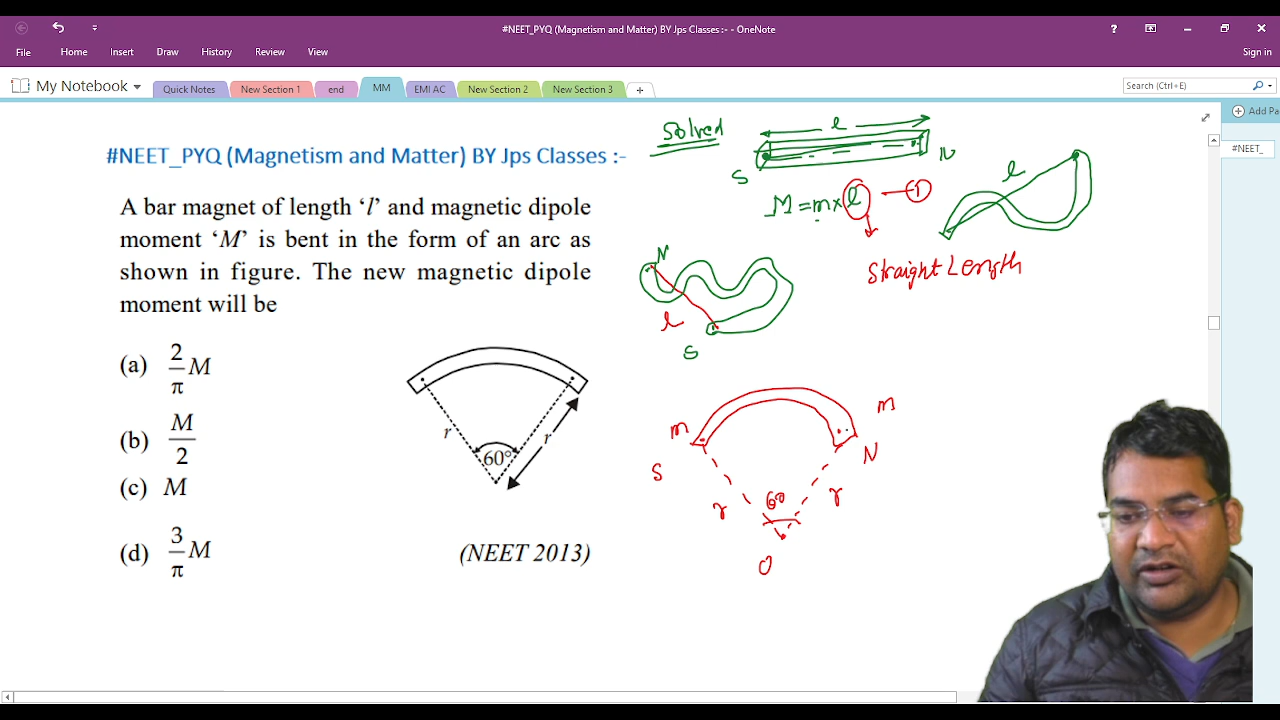 #NEET_PYQ (Magnetism and Matter) BY Jps Classes :- - OneNote
?
File Home Insert Draw History Review View
Sign in
My Notebook
Quick Notes New Section 1 end MM EMI AC New Section 2 New Section 3 +
Search (Ctrl+E)
Add Pa
#NEET_
#NEET_PYQ (Magnetism and Matter) BY Jps Classes :-
A bar magnet of length ‘l’ and magnetic dipole
moment ‘M’ is bent in the form of an arc as
shown in figure. The new magnetic dipole
moment will be
(a) 2/π M
(b) M/2
(c) M
(d) 3/π M
(NEET 2013)
r
r
60°
Solved
l
S
N
M = m × l — 1
Straight Length
l
N
l
S
m
m
S
N
r
r
60
O